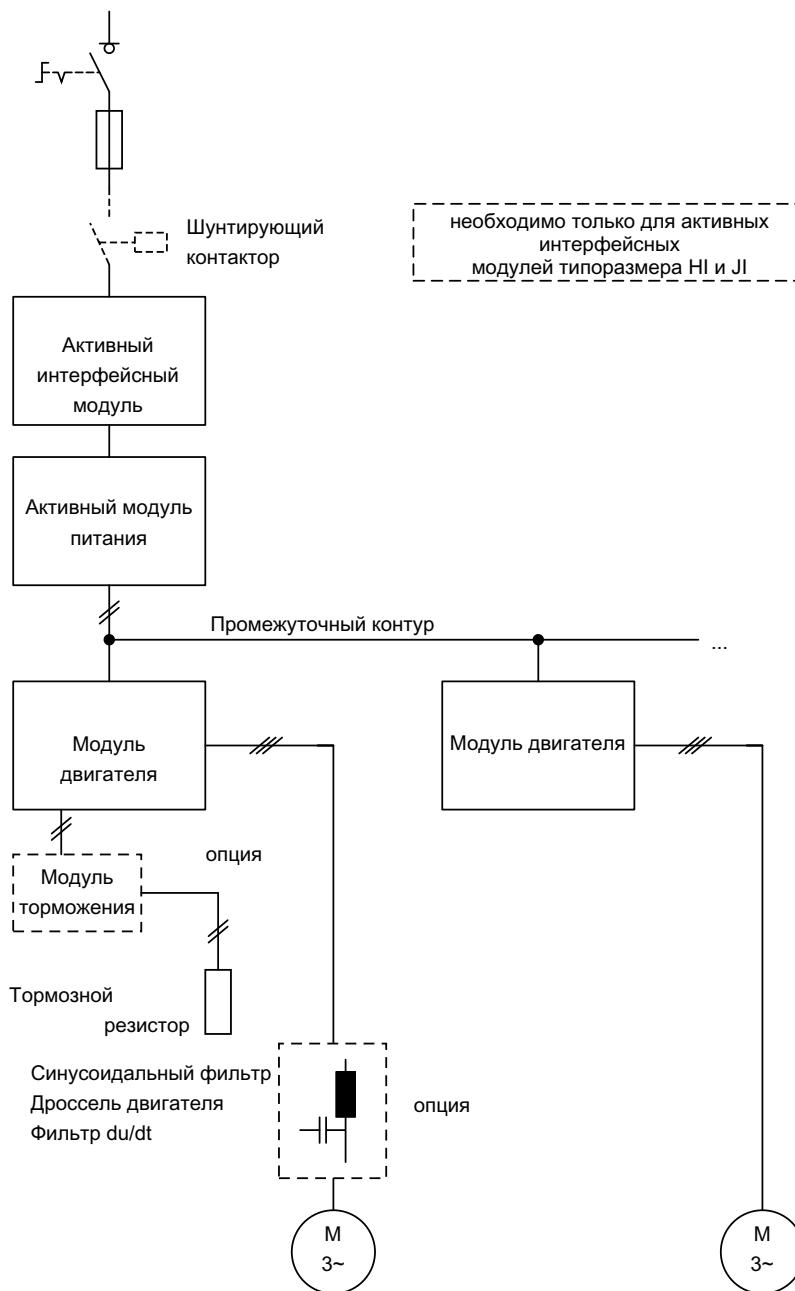 Шунтирующий
контактор
необходимо только для активных
интерфейсных
модулей типоразмера HI и JI
Активный
интерфейсный
модуль
Активный модуль
питания
Промежуточный контур
...
Модуль
двигателя
Модуль двигателя
опция
Модуль
торможения
Тормозной
резистор
Синусоидальный фильтр
Дроссель двигателя
Фильтр du/dt
опция
M
3~
M
3~